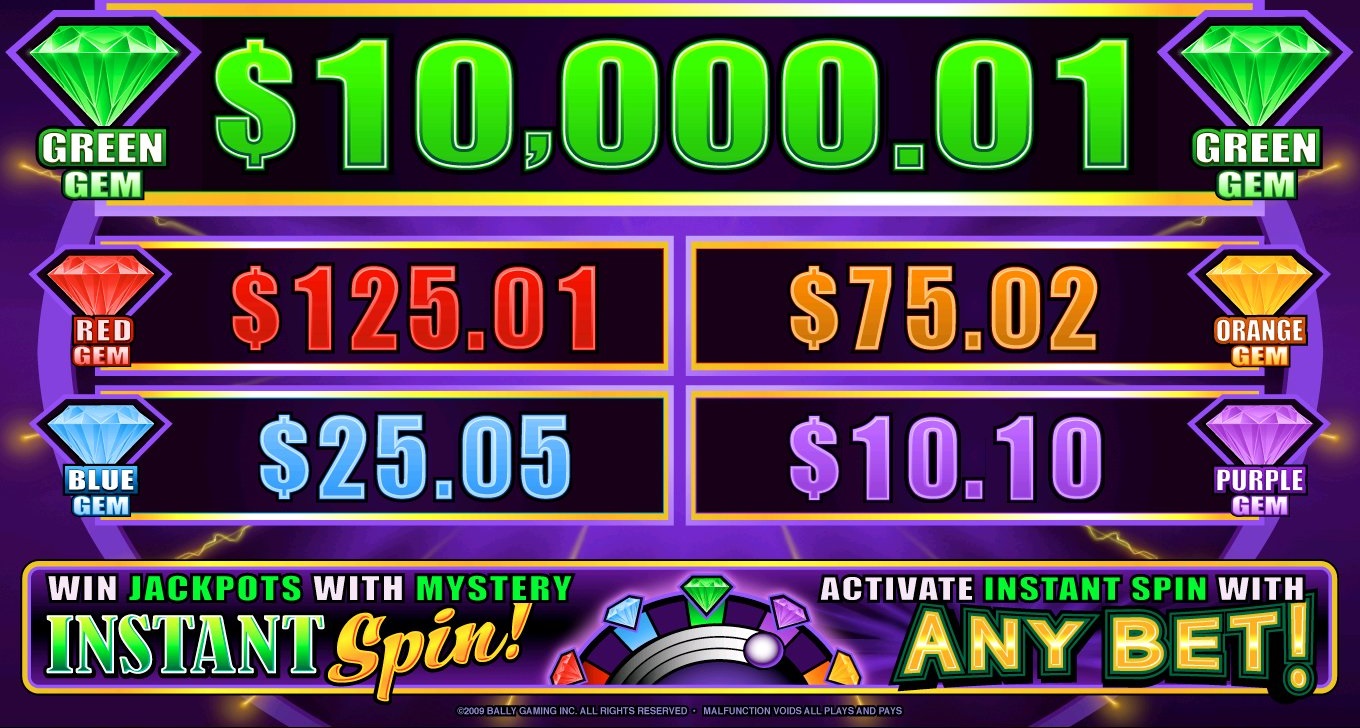 $10,000.01
GREEN
GEM
GREEN
GEM
$125.01
RED
GEM
$75.02
ORANGE
GEM
$25.05
BLUE
GEM
$10.10
PURPLE
GEM
WIN JACKPOTS WITH MYSTERY
INSTANT Spin!
ACTIVATE INSTANT SPIN WITH
ANY BET!
©2009 BALLY GAMING INC. ALL RIGHTS RESERVED • MALFUNCTION VOIDS ALL PLAYS AND PAYS